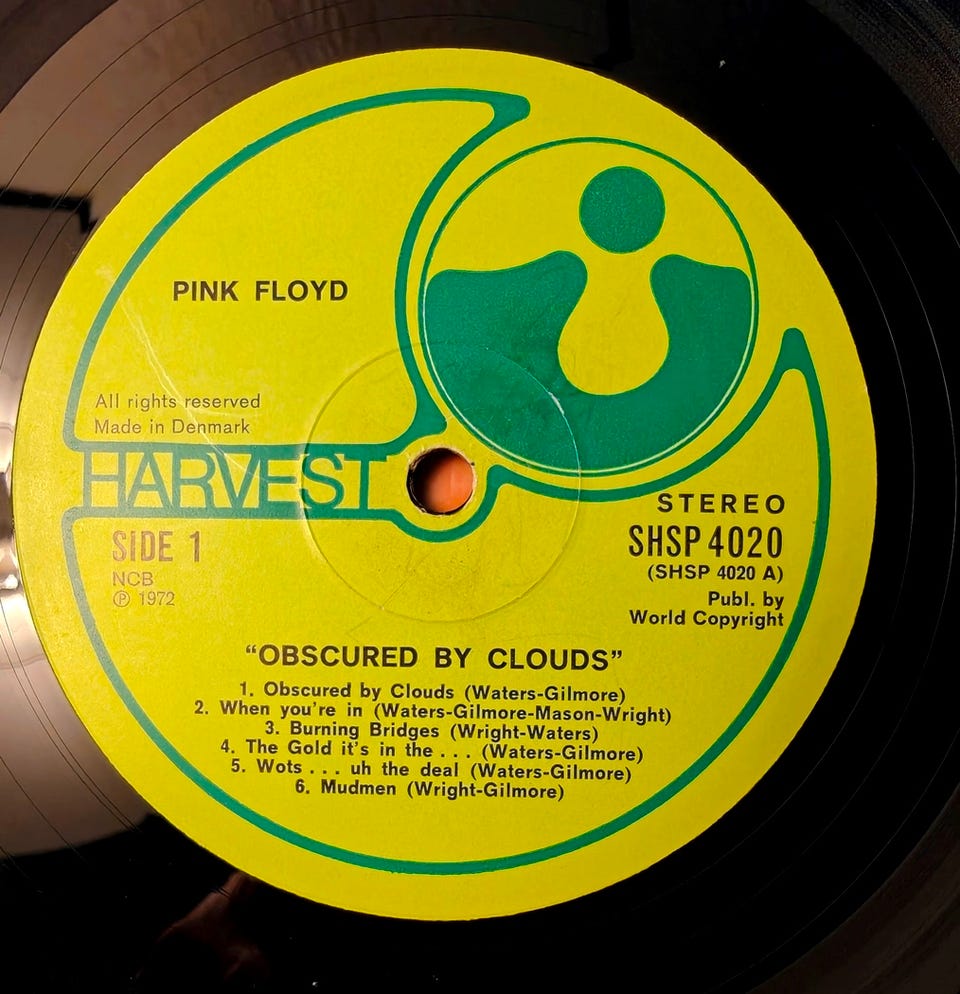 PINK FLOYD
All rights reserved
Made in Denmark
HARVEST
STEREO
SHSP 4020
(SHSP 4020 A)
Publ. by
World Copyright
SIDE 1
NCB
℗ 1972
“OBSCURED BY CLOUDS”
1. Obscured by Clouds (Waters-Gilmore)
2. When you're in (Waters-Gilmore-Mason-Wright)
3. Burning Bridges (Wright-Waters)
4. The Gold it's in the . . . (Waters-Gilmore)
5. Wots . . . uh the deal (Waters-Gilmore)
6. Mudmen (Wright-Gilmore)